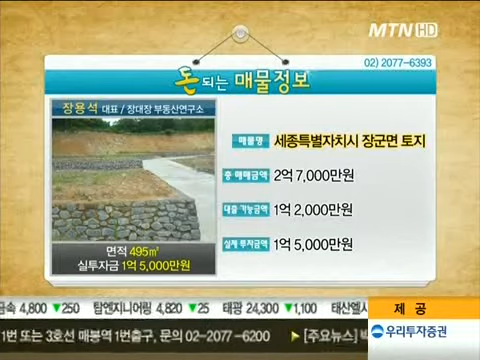 MTN HD
02) 2077-6393
돈 되는 매물정보
장용석 대표 / 장대장 부동산연구소
매물명 세종특별자치시 장군면 토지
총 매매금액 2억 7,000만원
대출 가능금액 1억 2,000만원
실제 투자금액 1억 5,000만원
면적 495㎡
실투자금 1억 5,000만원
금속 4,800 ▼250 탑엔지니어링 4,820 ▼25 태광 24,300 ▼1,100 태산엘시
제 공
우리투자증권
1번 또는 3호선 매봉역 1번출구, 문의 02-2077-6200 ▶ [주요뉴스]